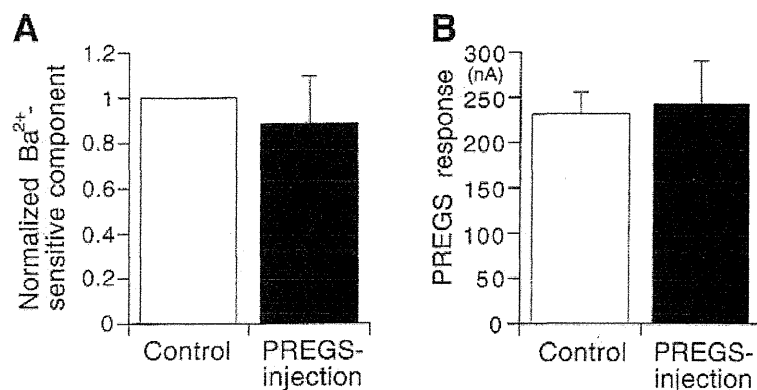 A
Normalized Ba2+-
sensitive component
1.2
1
0.8
0.6
0.4
0.2
0
Control
PREGS-
injection
B
PREGS response
300
(nA)
250
200
150
100
50
0
Control
PREGS-
injection